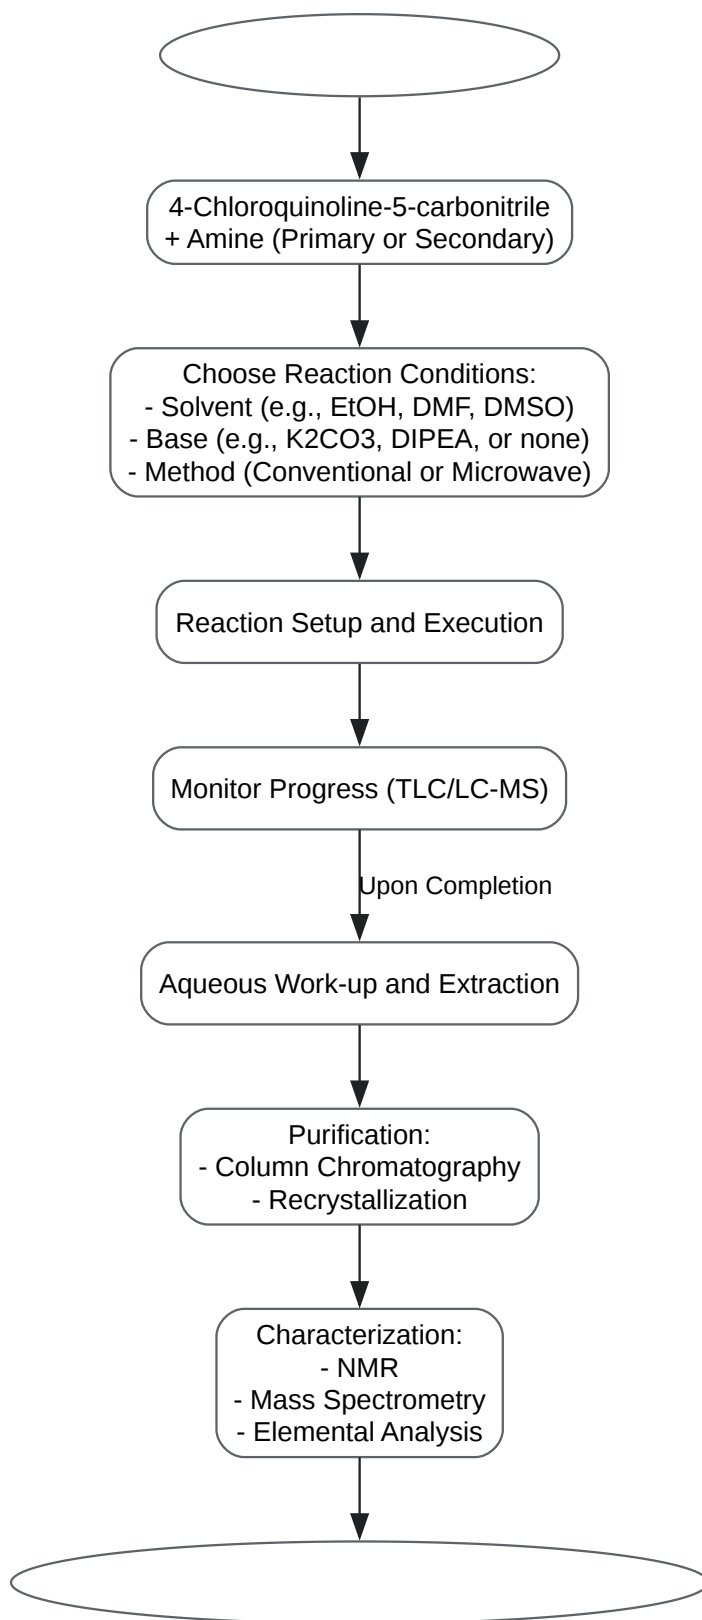 4-Chloroquinoline-5-carbonitrile
+ Amine (Primary or Secondary)
Choose Reaction Conditions:
- Solvent (e.g., EtOH, DMF, DMSO)
- Base (e.g., K2CO3, DIPEA, or none)
- Method (Conventional or Microwave)
Reaction Setup and Execution
Monitor Progress (TLC/LC-MS)
Upon Completion
Aqueous Work-up and Extraction
Purification:
- Column Chromatography
- Recrystallization
Characterization:
- NMR
- Mass Spectrometry
- Elemental Analysis